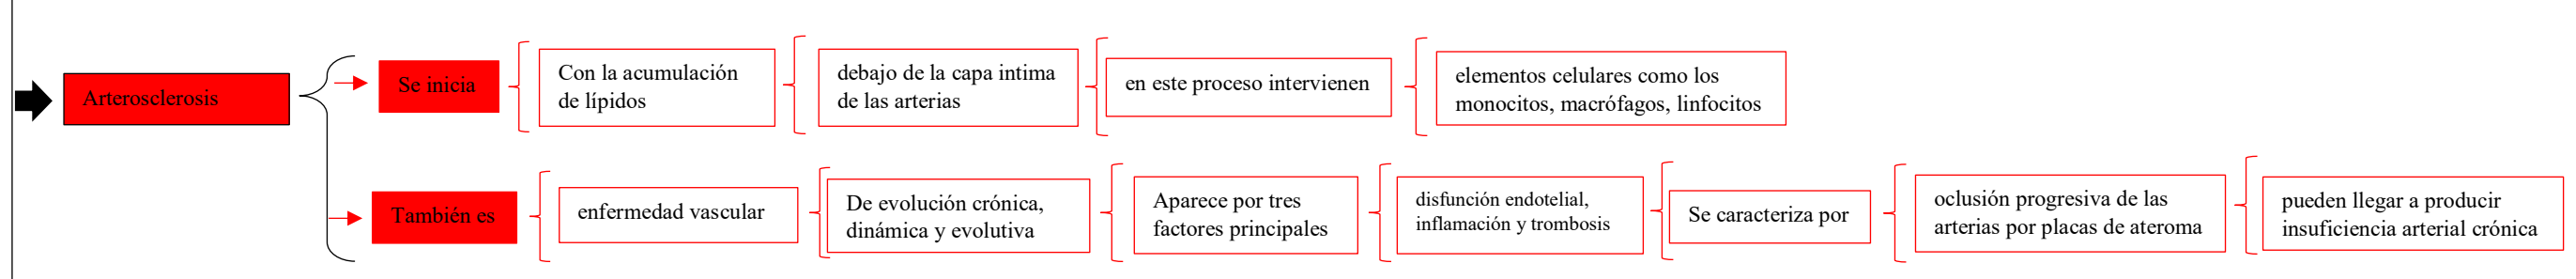 Arterosclerosis
Se inicia
Con la acumulación
de lípidos
debajo de la capa intima
de las arterias
en este proceso intervienen
elementos celulares como los
monocitos, macrófagos, linfocitos
También es
enfermedad vascular
De evolución crónica,
dinámica y evolutiva
Aparece por tres
factores principales
disfunción endotelial,
inflamación y trombosis
Se caracteriza por
oclusión progresiva de las
arterias por placas de ateroma
pueden llegar a producir
insuficiencia arterial crónica